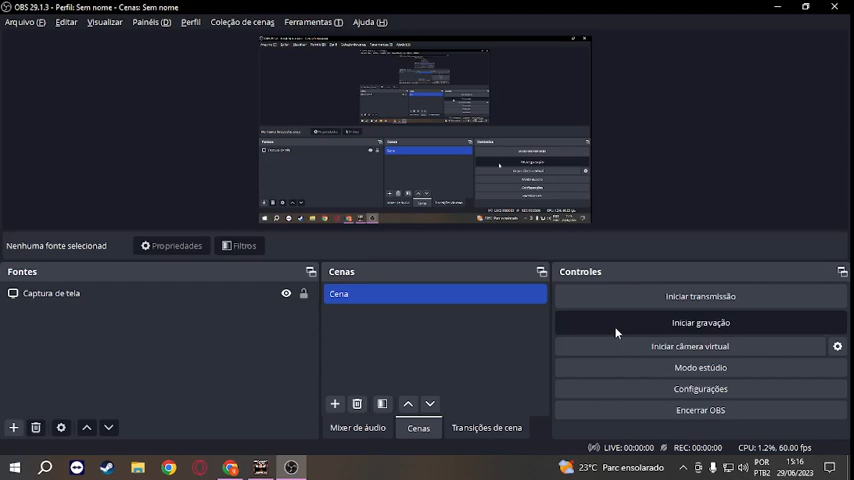 OBS 29.1.3 - Perfil: Sem nome - Cenas: Sem nome
Arquivo (F) Editar Visualizar Painéis (D) Perfil Coleção de cenas Ferramentas (T) Ajuda (H)
Nenhuma fonte selecionad Propriedades Filtros
Fontes
Captura de tela
Cenas
Cena
Mixer de áudio Cenas Transições de cena
Controles
Iniciar transmissão
Iniciar gravação
Iniciar câmera virtual
Modo estúdio
Configurações
Encerrar OBS
LIVE: 00:00:00 REC: 00:00:00 CPU: 1.2%, 60.00 fps
23°C Parc ensolarado
POR
PTB2
15:16
29/06/2023